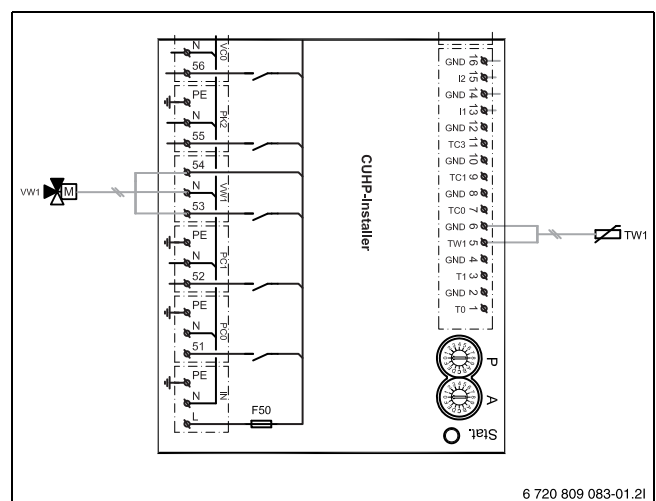 N
VC0
56
PE
PK2
N
55
54
VW1
M
N
VW1
53
PE
PC1
N
52
PE
PC0
N
51
PE
IN
N
L
F50
CUHP-Installer
GND 16
I2 15
GND 14
I1 13
GND 12
TC3 11
GND 10
TC1 9
GND 8
TC0 7
GND 6
TW1 5
TW1
GND 4
T1 3
GND 2
T0 1
P
A
Stat.
6 720 809 083-01.2I